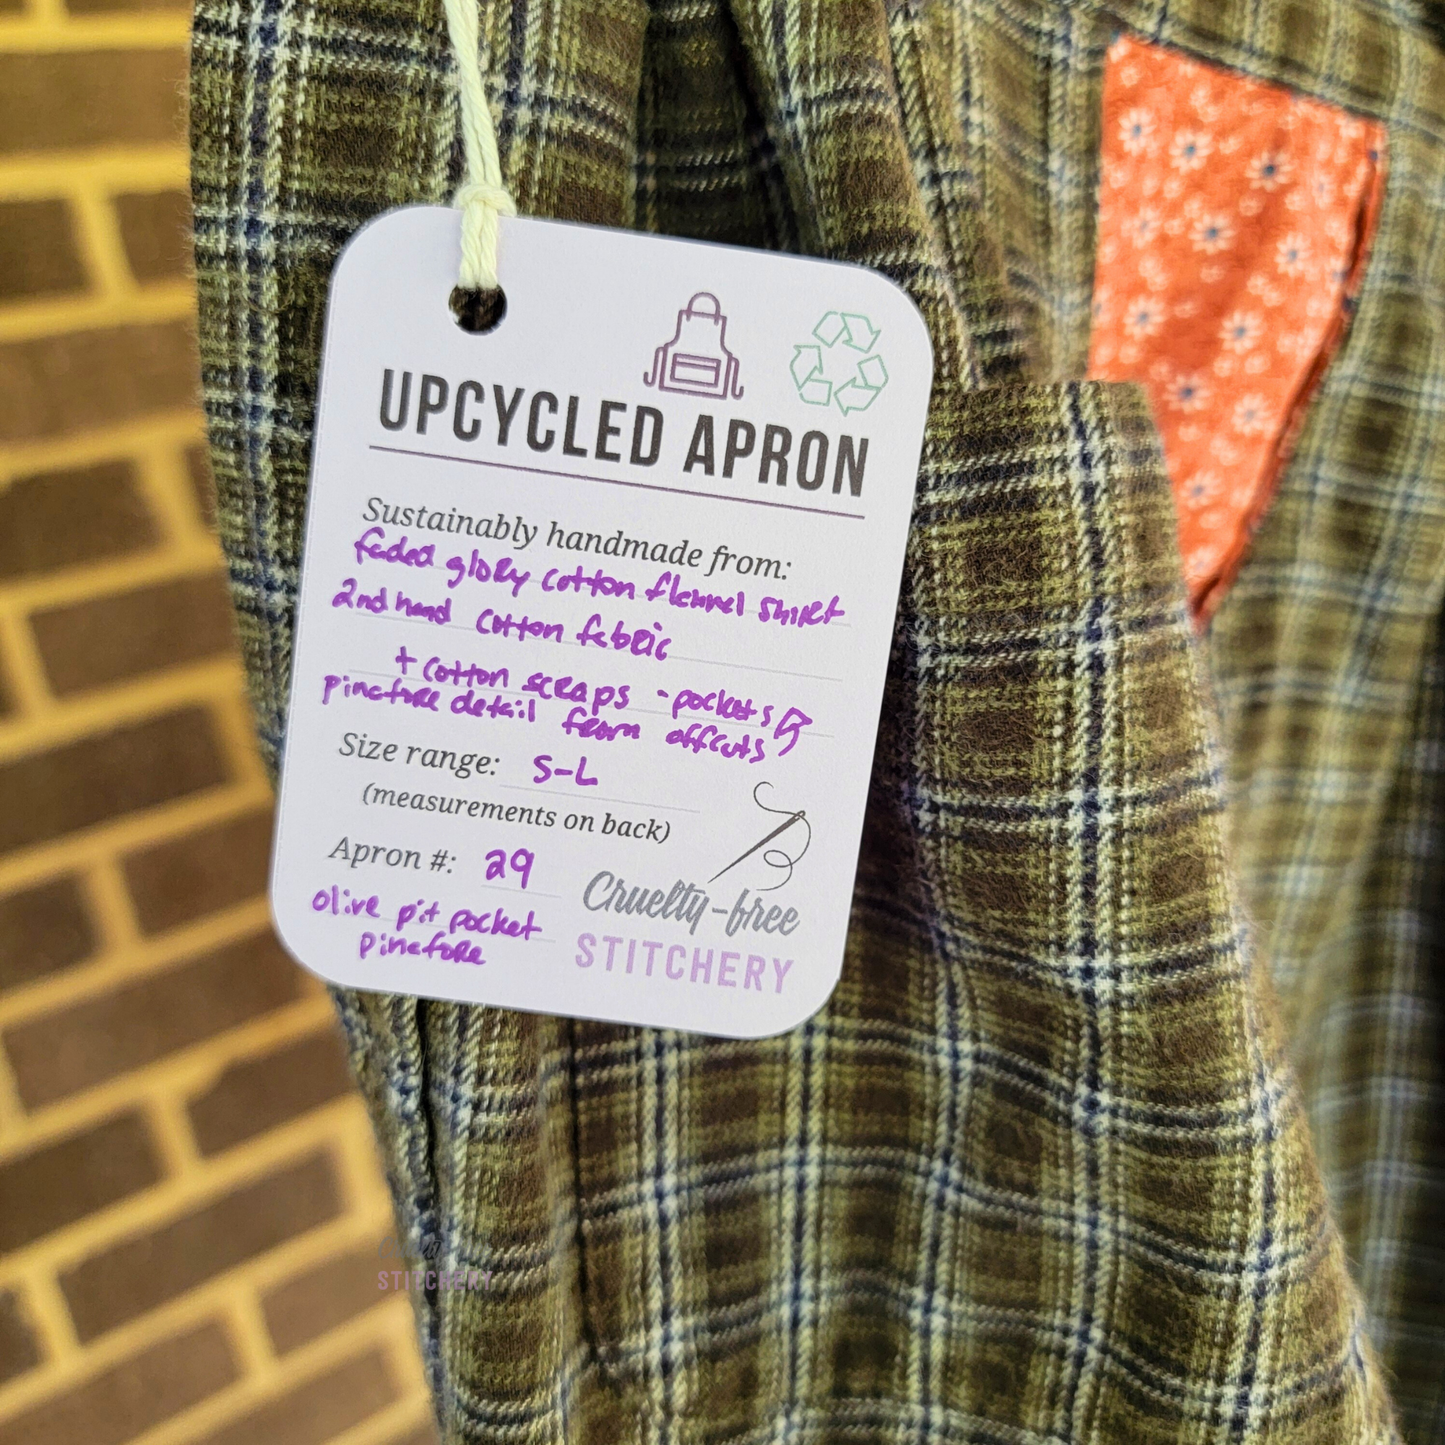 UPCYCLED APRON
Sustainably handmade from:
faded glory cotton flannel shirt
2nd hand cotton fabric
+ cotton scraps - pockets
pinafore detail from offcuts
Size range: S-L
(measurements on back)
Apron #: 29
olive pit pocket
pinafore
Cruelty-free
STITCHERY
STITCHERY